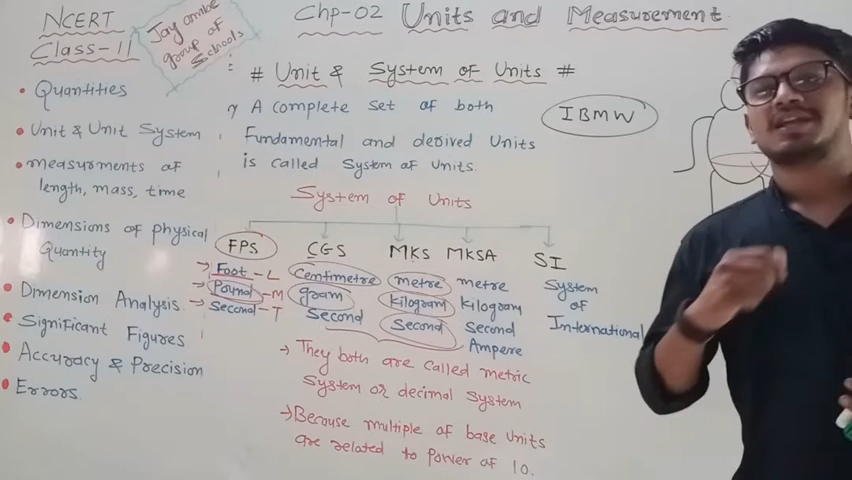 NCERT
Class-11
group of
Schools
Chp-02 Units and Measurement
# Unit & System of Units #
A complete set of both
Fundamental and derived Units
is called System of Units.
IBMW
• Quantities
• Unit & Unit System
• measurments of
length, mass, time
• Dimensions of physical
Quantity
• Dimension Analysis
• Significant Figures
• Accuracy & Precision
• Errors
System of Units
FPS
→ Foot - L
→ Pound - M
→ Second - T
CGS
centimetre
gram
Second
MKS
metre
Kilogram
Second
MKSA
metre
Kilogram
Second
Ampere
SI
System
of
International
→ They both are called metric
System or decimal system
→ Because multiple of base units
are related to Power of 10.